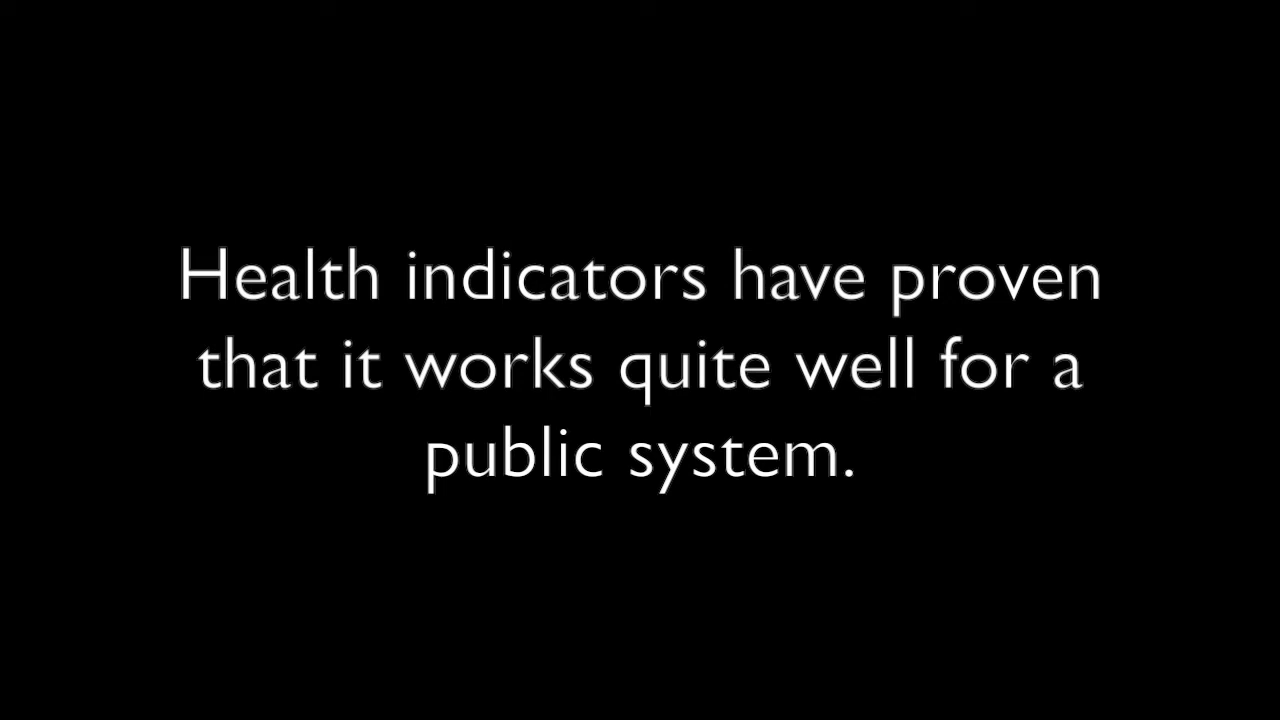 Health indicators have proven
that it works quite well for a
public system.